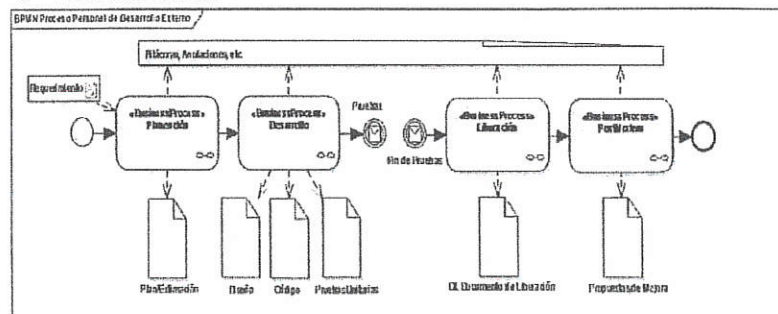 BPMN Proceso Personal de Desarrollo Externo
Bitácoras, Anotaciones, etc.
Requerimiento
«BusinessProcess»
Planeación
«BusinessProcess»
Desarrollo
Pruebas
Fin de Pruebas
«BusinessProcess»
Liberación
«BusinessProcess»
PostMortem
Plan/Estimación
Diseño
Código
Pruebas Unitarias
Documento de Liberación
Propuestas de Mejora